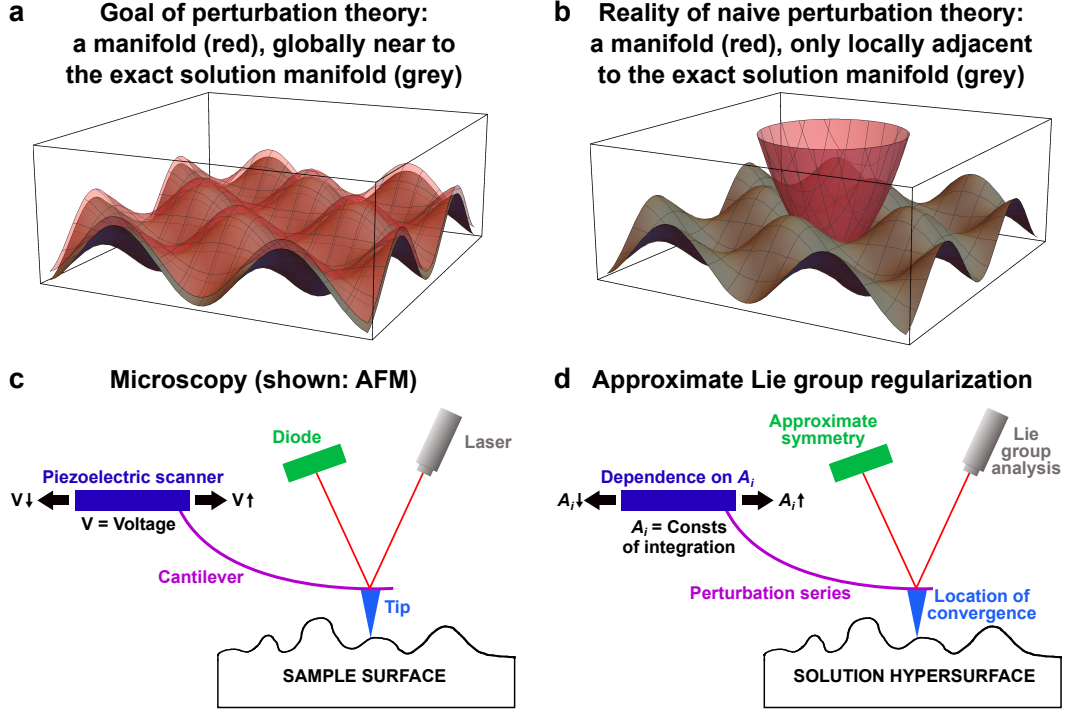 a
Goal of perturbation theory:
a manifold (red), globally near to
the exact solution manifold (grey)
b
Reality of naive perturbation theory:
a manifold (red), only locally adjacent
to the exact solution manifold (grey)
c
Microscopy (shown: AFM)
Diode
Laser
Piezoelectric scanner
V↓
V↑
V = Voltage
Cantilever
Tip
SAMPLE SURFACE
d
Approximate Lie group regularization
Approximate
symmetry
Lie
group
analysis
Dependence on Aᵢ
Aᵢ↓
Aᵢ↑
Aᵢ = Consts
of integration
Perturbation series
Location of
convergence
SOLUTION HYPERSURFACE